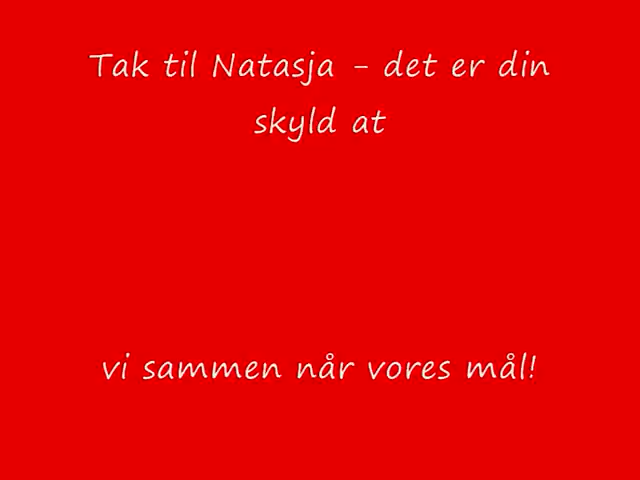 Tak til Natasja - det er din
skyld at
vi sammen når vores mål!